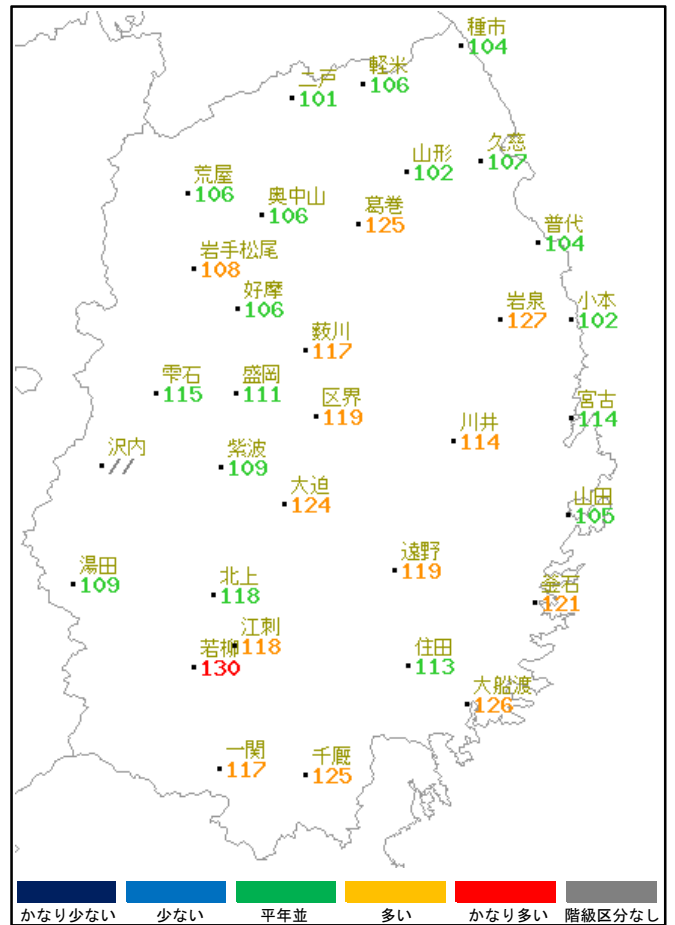 種市
104
軽米
106
二戸
101
久慈
107
山形
102
荒屋
106
奥中山
106
葛巻
125
普代
104
岩手松尾
108
好摩
106
岩泉
127
小本
102
薮川
117
雫石
115
盛岡
111
区界
119
宮古
114
川井
114
沢内
//
紫波
109
大迫
124
山田
105
遠野
119
湯田
109
北上
118
釜石
121
江刺
118
若柳
130
住田
113
大船渡
126
一関
117
千厩
125
かなり少ない
少ない
平年並
多い
かなり多い
階級区分なし